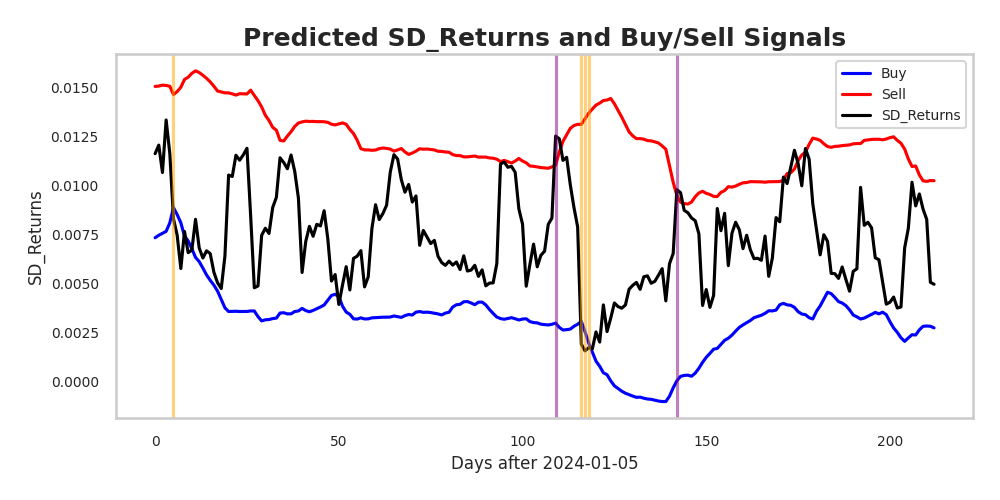 Predicted SD_Returns and Buy/Sell Signals
Buy
Sell
SD_Returns
SD_Returns
0.0150
0.0125
0.0100
0.0075
0.0050
0.0025
0.0000
0 50 100 150 200
Days after 2024-01-05